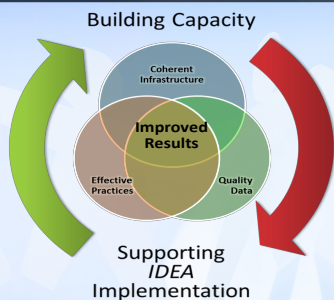 Building Capacity
Coherent
Infrastructure
Improved
Results
Effective
Practices
Quality
Data
Supporting
IDEA
Implementation